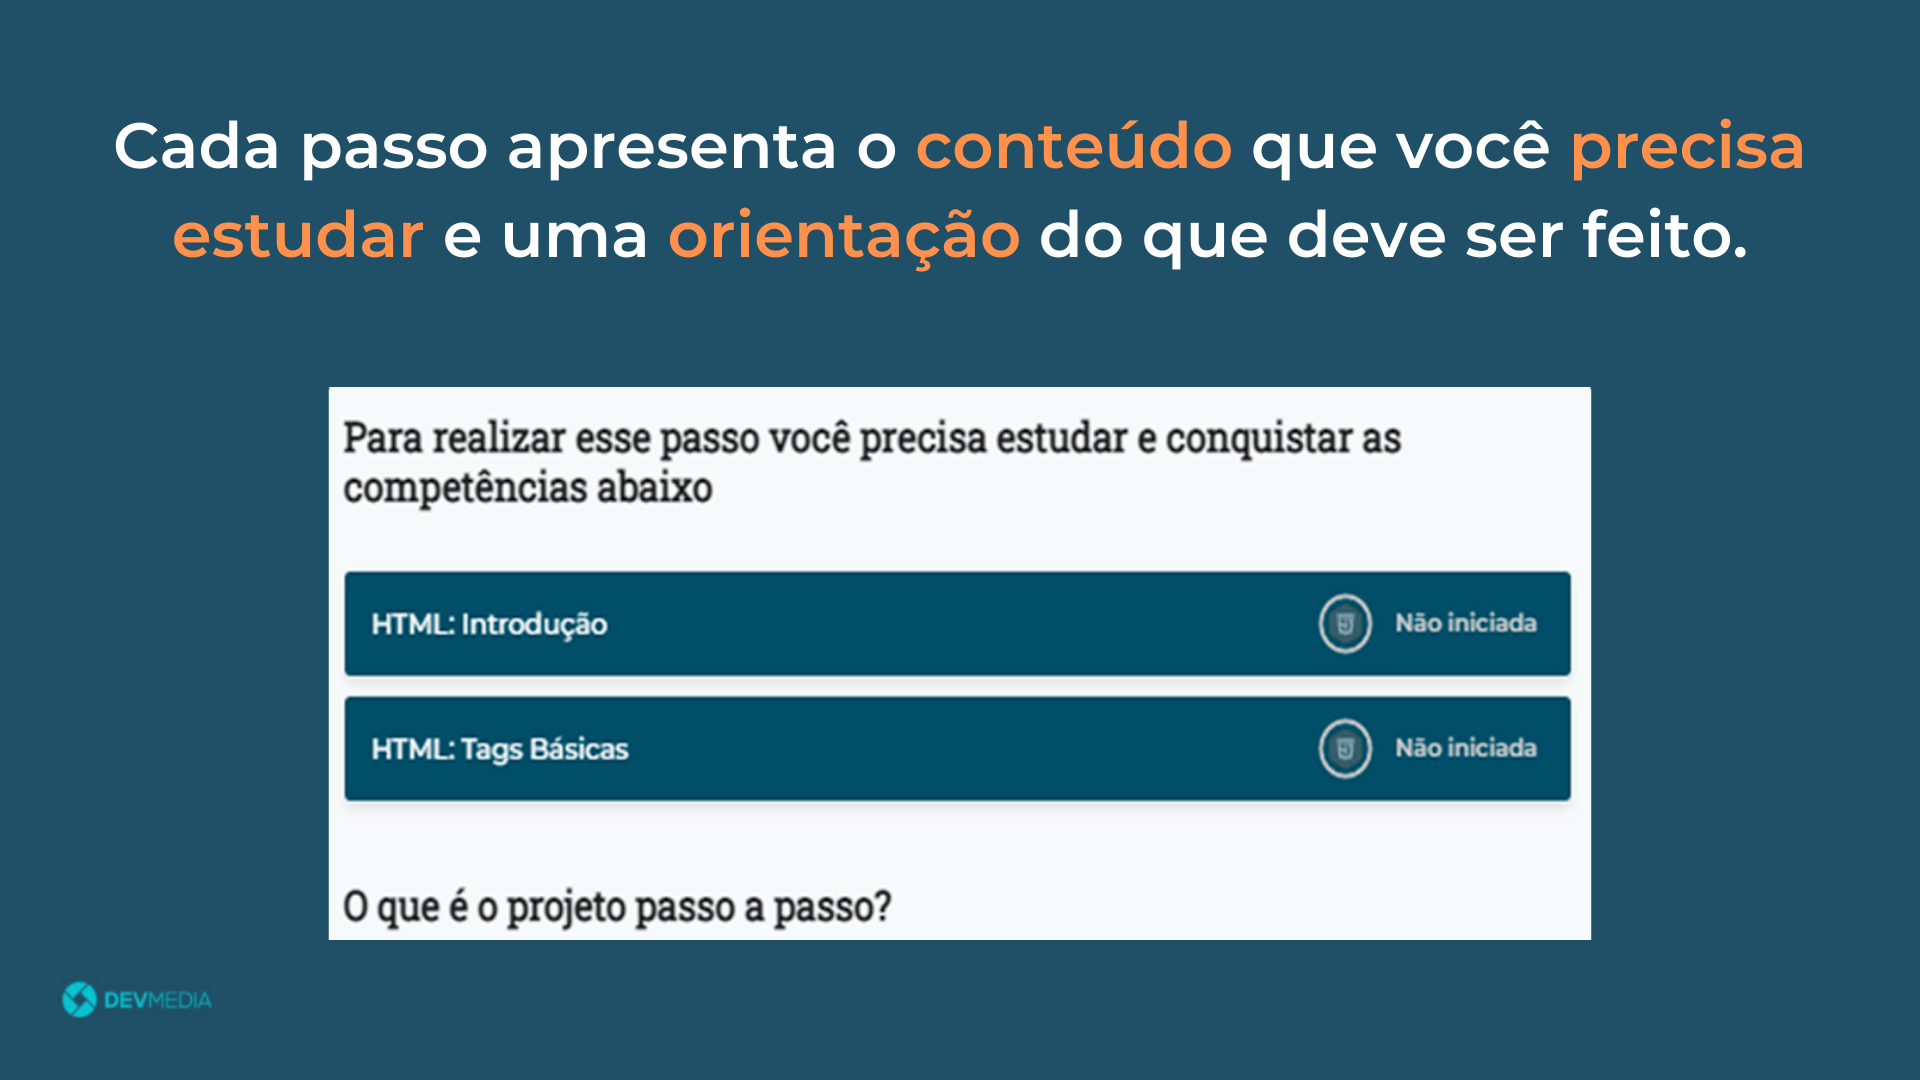 Cada passo apresenta o conteúdo que você precisa
estudar e uma orientação do que deve ser feito.
Para realizar esse passo você precisa estudar e conquistar as
competências abaixo
HTML: Introdução
Não iniciada
HTML: Tags Básicas
Não iniciada
O que é o projeto passo a passo?
DEVMEDIA